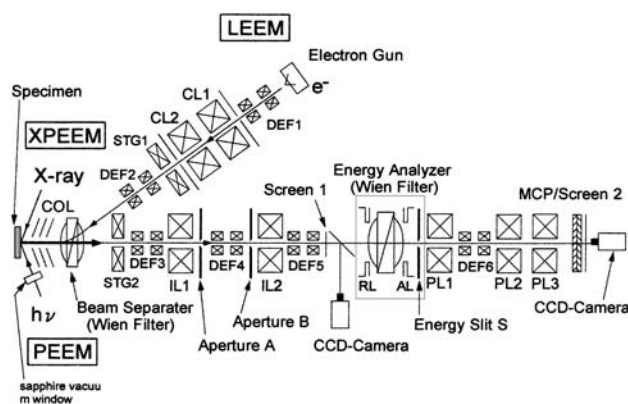 LEEM
Electron Gun
e-
Specimen
CL1
CL2
DEF1
XPEEM
STG1
DEF2
Energy Analyzer
(Wien Filter)
Screen 1
MCP/Screen 2
X-ray
COL
STG2
DEF3
IL1
DEF4
IL2
DEF5
RL
AL
PL1
DEF6
PL2
PL3
CCD-Camera
hν
Beam Separater
(Wien Filter)
Aperture A
Aperture B
CCD-Camera
Energy Slit S
PEEM
sapphire vacuu
m window